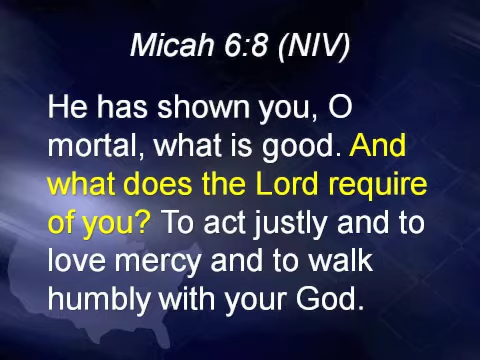 Micah 6:8 (NIV)
He has shown you, O
mortal, what is good. And
what does the Lord require
of you? To act justly and to
love mercy and to walk
humbly with your God.